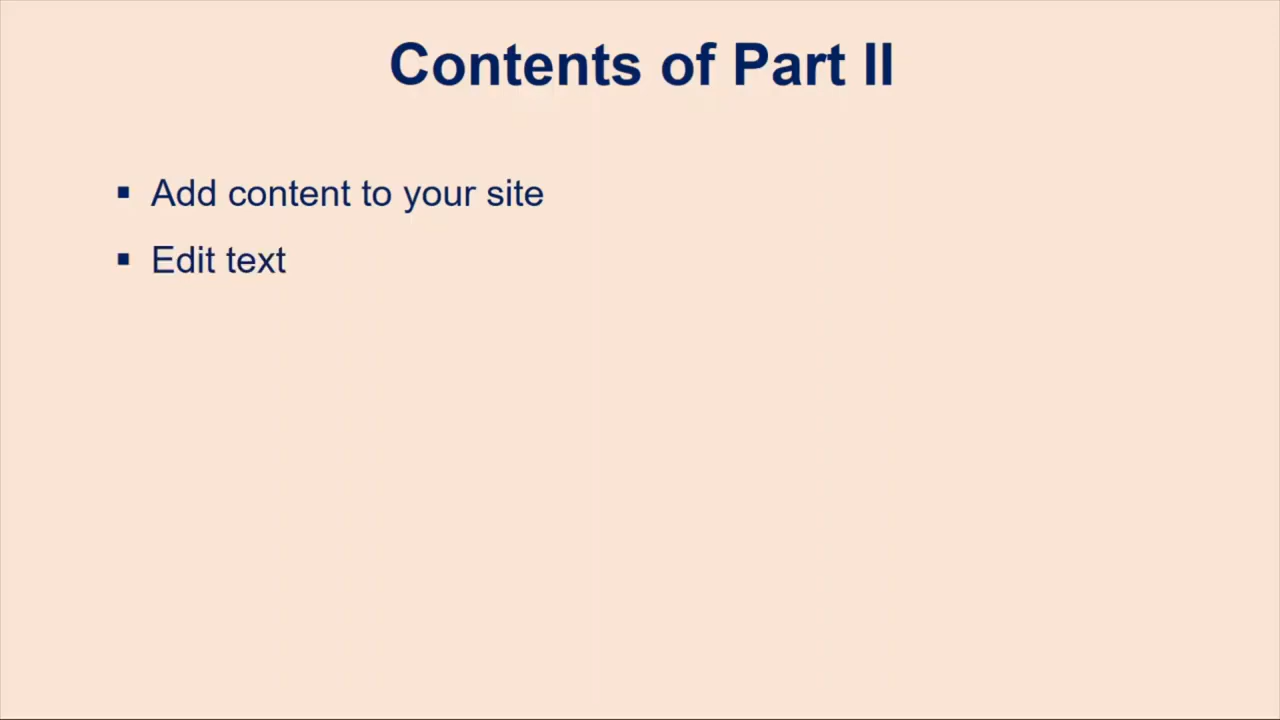 Contents of Part II
▪ Add content to your site
▪ Edit text